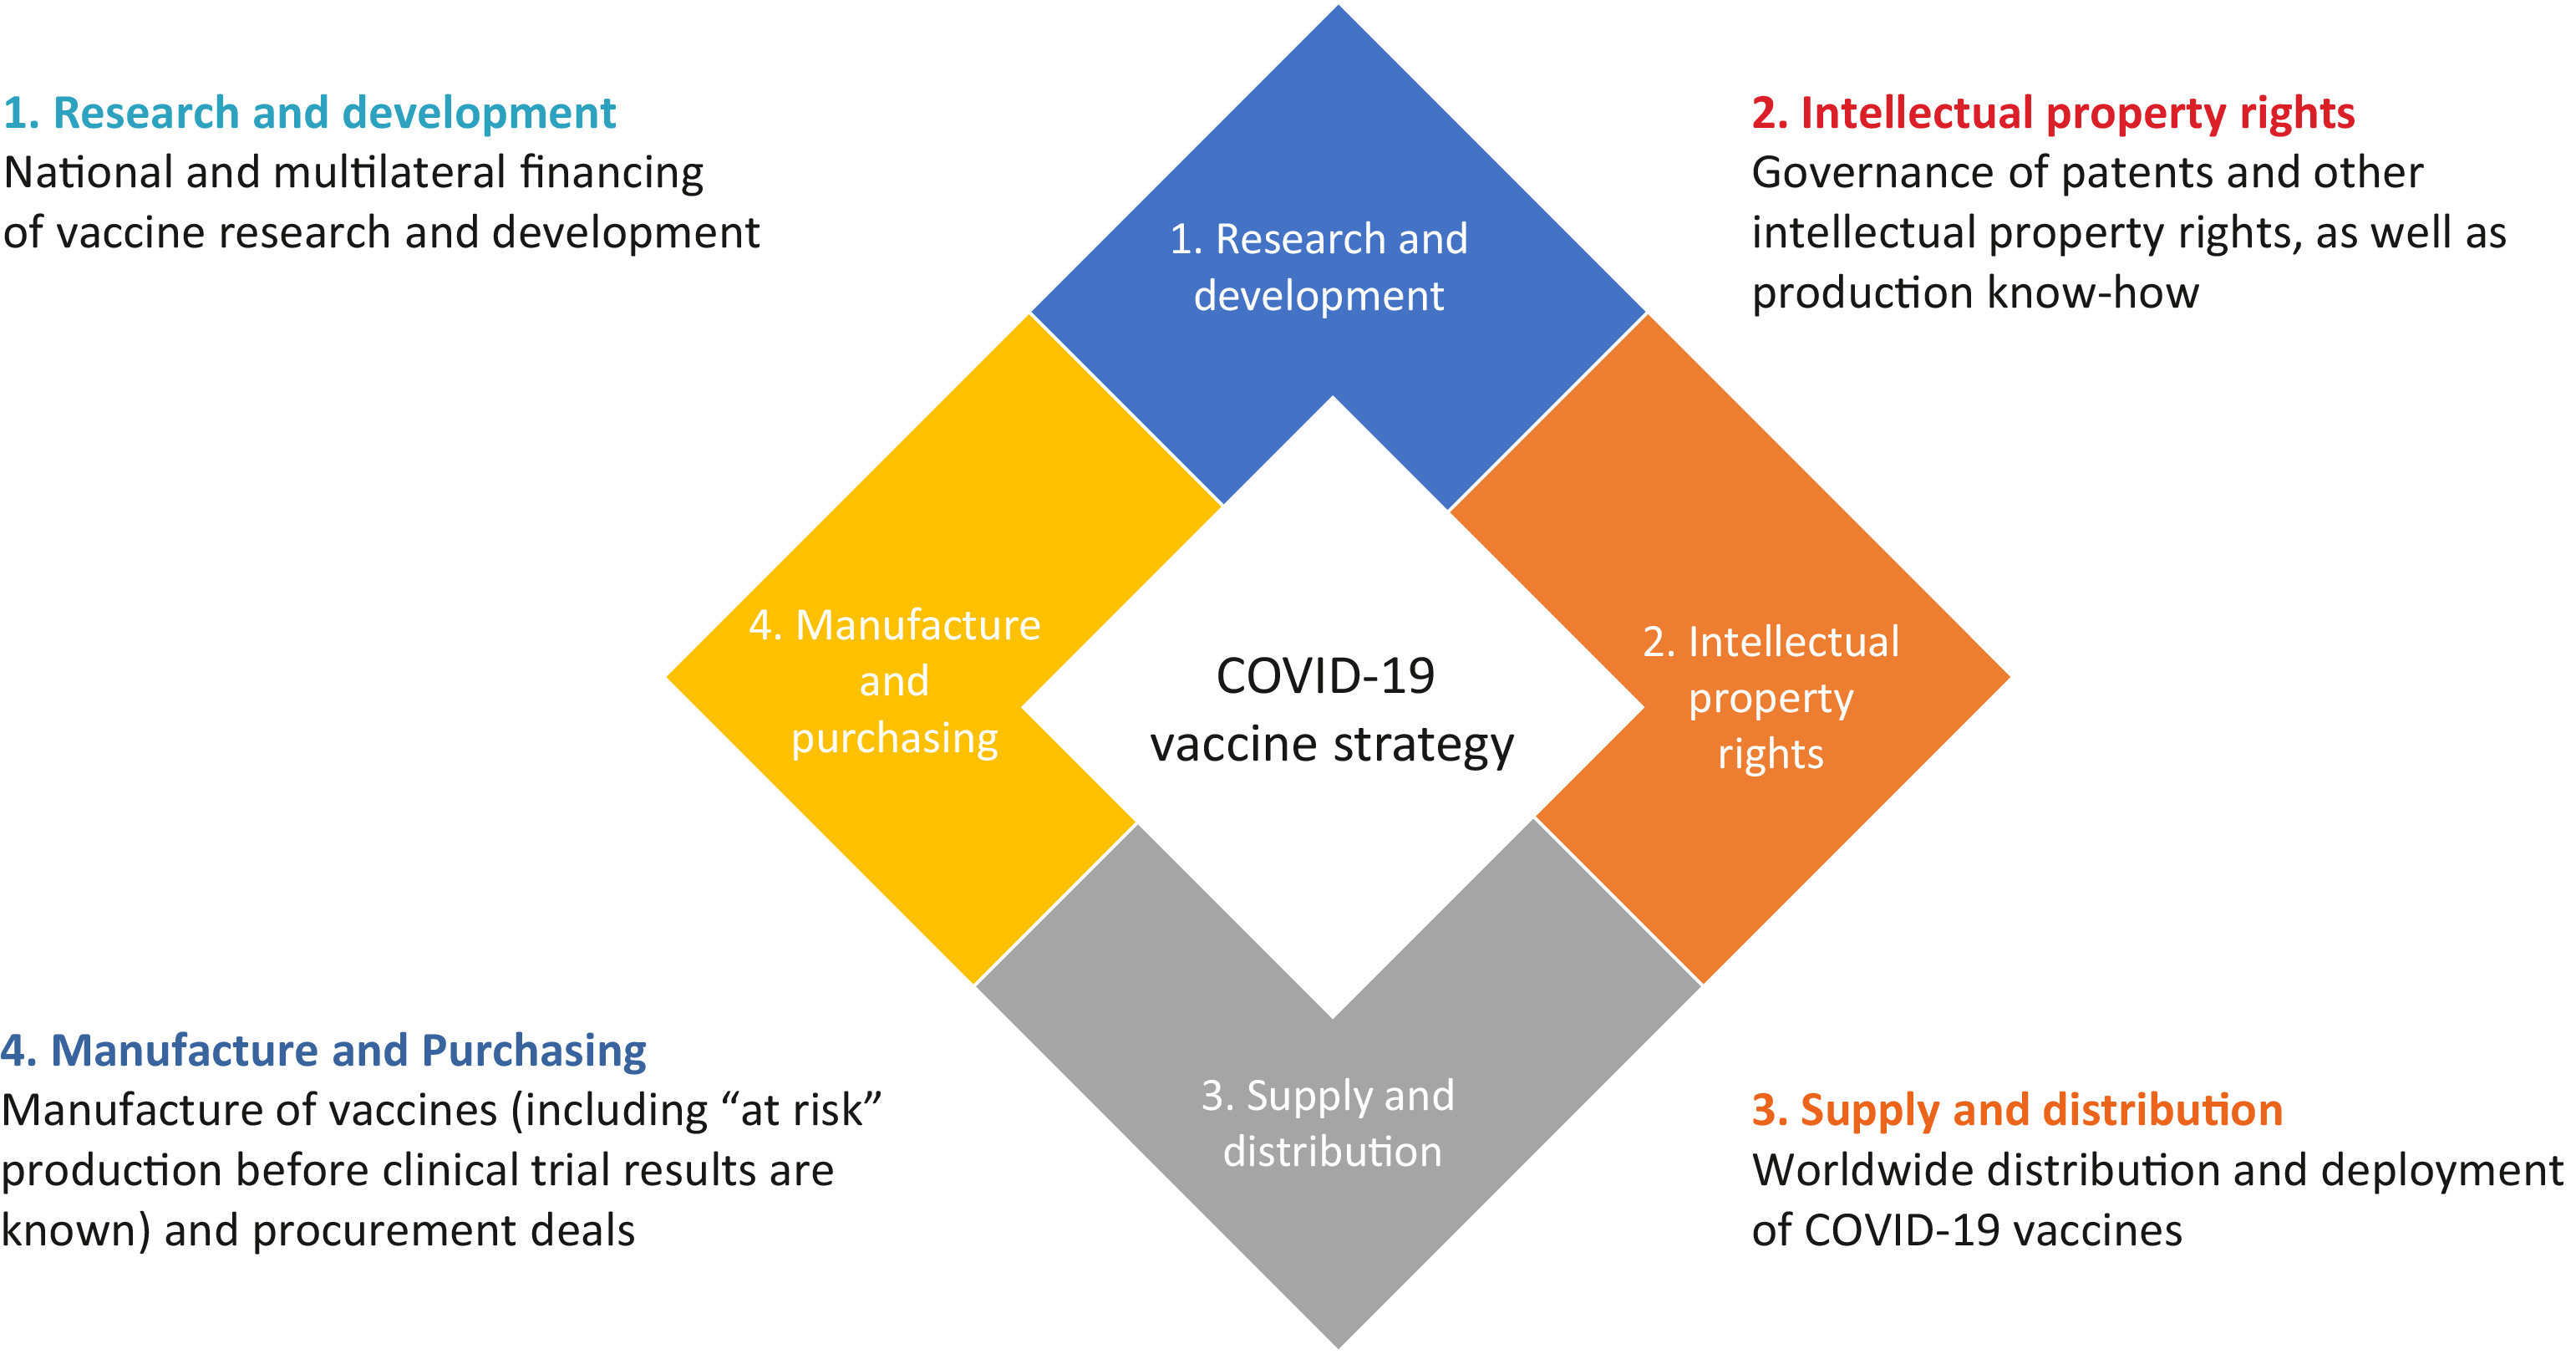 1. Research and development
National and multilateral financing
of vaccine research and development
2. Intellectual property rights
Governance of patents and other
intellectual property rights, as well as
production know-how
1. Research and
development
4. Manufacture
and
purchasing
COVID-19
vaccine strategy
2. Intellectual
property
rights
3. Supply and
distribution
4. Manufacture and Purchasing
Manufacture of vaccines (including “at risk”
production before clinical trial results are
known) and procurement deals
3. Supply and distribution
Worldwide distribution and deployment
of COVID-19 vaccines